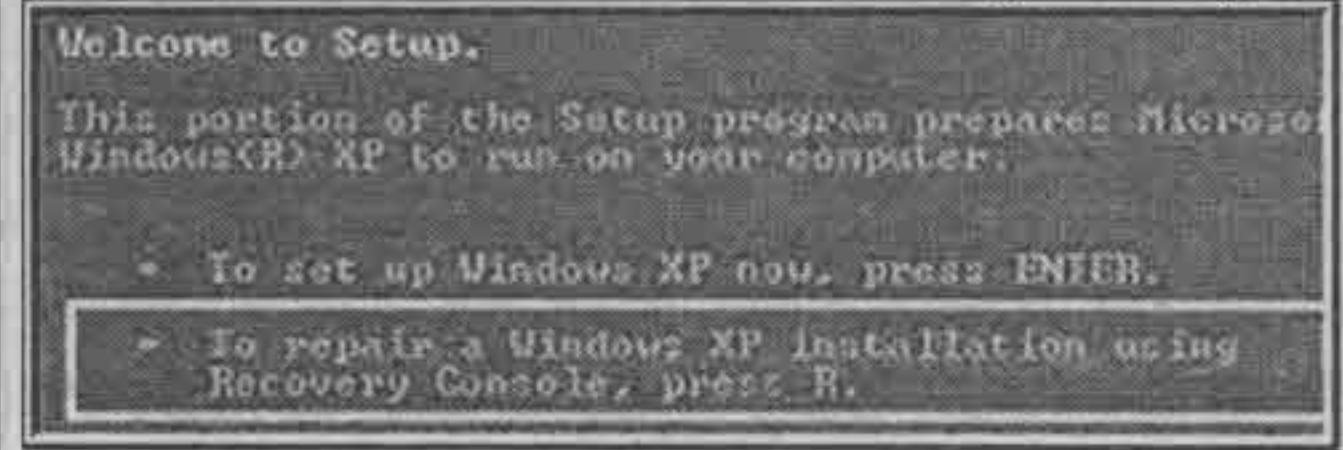 Welcome to Setup.
This portion of the Setup program prepares Microso
Windows(R) XP to run on your computer.
• To set up Windows XP now, press ENTER.
• To repair a Windows XP installation using
Recovery Console, press R.